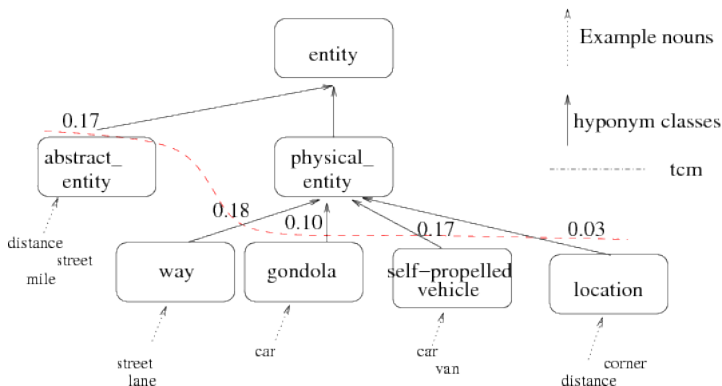 entity
Example nouns
hyponym classes
tcm
0.17
abstract_
entity
physical_
entity
0.18
0.10
0.17
0.03
distance
street
mile
way
gondola
self-propelled
vehicle
location
street
lane
car
car
van
corner
distance